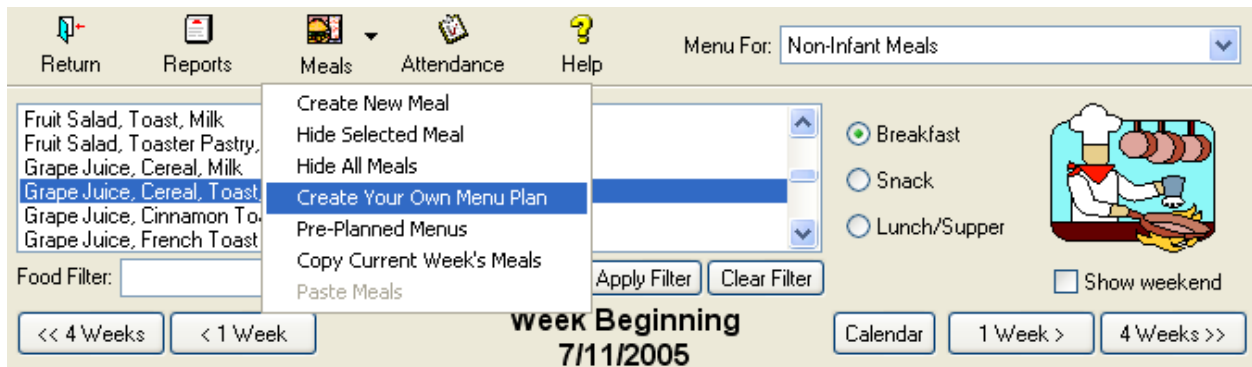 Return Reports Meals Attendance Help Menu For: Non-Infant Meals
Create New Meal
Hide Selected Meal
Hide All Meals
Create Your Own Menu Plan
Pre-Planned Menus
Copy Current Week's Meals
Paste Meals
Fruit Salad, Toast, Milk
Fruit Salad, Toaster Pastry,
Grape Juice, Cereal, Milk
Grape Juice, Cereal, Toast,
Grape Juice, Cinnamon To
Grape Juice, French Toast
Breakfast
Snack
Lunch/Supper
Food Filter: Apply Filter Clear Filter Show weekend
<< 4 Weeks < 1 Week Week Beginning Calendar 1 Week > 4 Weeks >>
7/11/2005